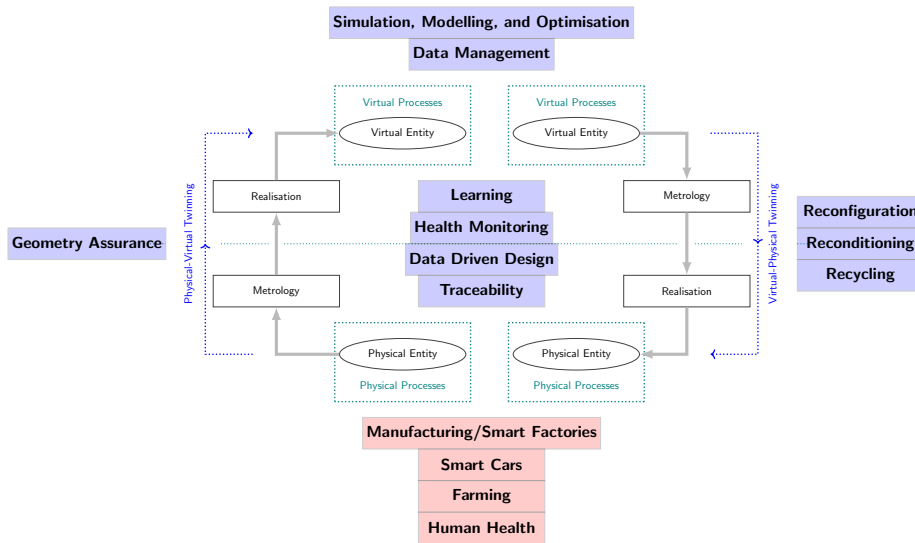 Simulation, Modelling, and Optimisation
Data Management
Virtual Processes
Virtual Entity
Virtual Processes
Virtual Entity
Realisation
Metrology
Physical-Virtual Twinning
Virtual-Physical Twinning
Learning
Health Monitoring
Data Driven Design
Traceability
Geometry Assurance
Reconfiguration
Reconditioning
Recycling
Metrology
Realisation
Physical Entity
Physical Processes
Physical Entity
Physical Processes
Manufacturing/Smart Factories
Smart Cars
Farming
Human Health